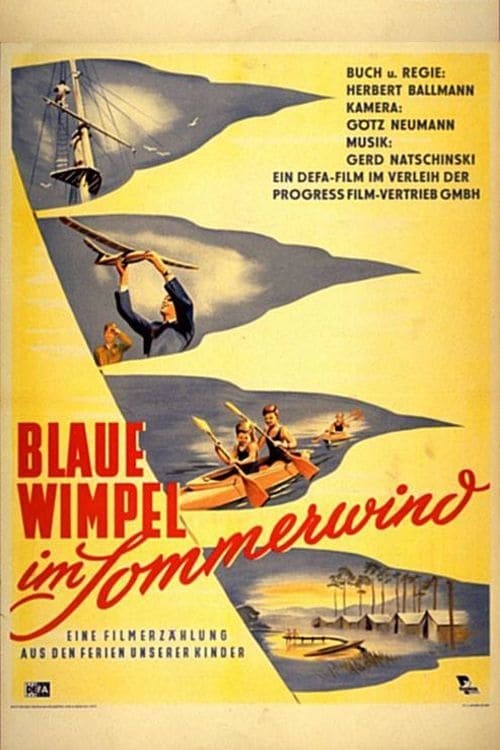 BUCH u. REGIE:
HERBERT BALLMANN
KAMERA:
GÖTZ NEUMANN
MUSIK:
GERD NATSCHINSKI
EIN DEFA-FILM IM VERLEIH DER
PROGRESS FILM-VERTRIEB GMBH
BLAUE
WIMPEL
im Sommerwind
EINE FILMERZÄHLUNG
AUS DEN FERIEN UNSERER KINDER
DEFA